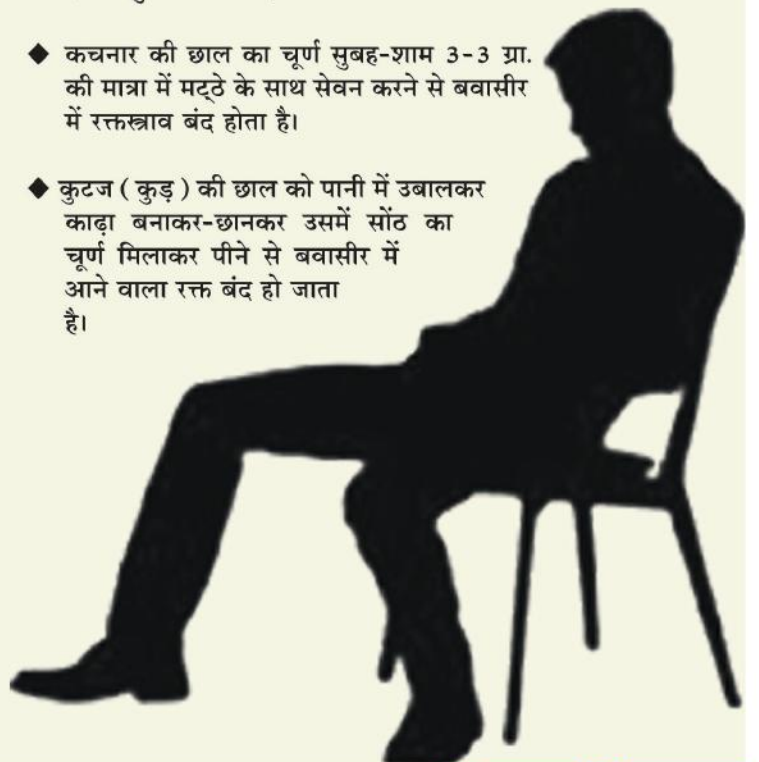 ◆ कचनार की छाल का चूर्ण सुबह-शाम 3-3 ग्रा.
की मात्रा में मट्ठे के साथ सेवन करने से बवासीर
में रक्तस्त्राव बंद होता है।
◆ कुटज ( कुड़ ) की छाल को पानी में उबालकर
काढ़ा बनाकर-छानकर उसमें सोंठ का
चूर्ण मिलाकर पीने से बवासीर में
आने वाला रक्त बंद हो जाता
है।